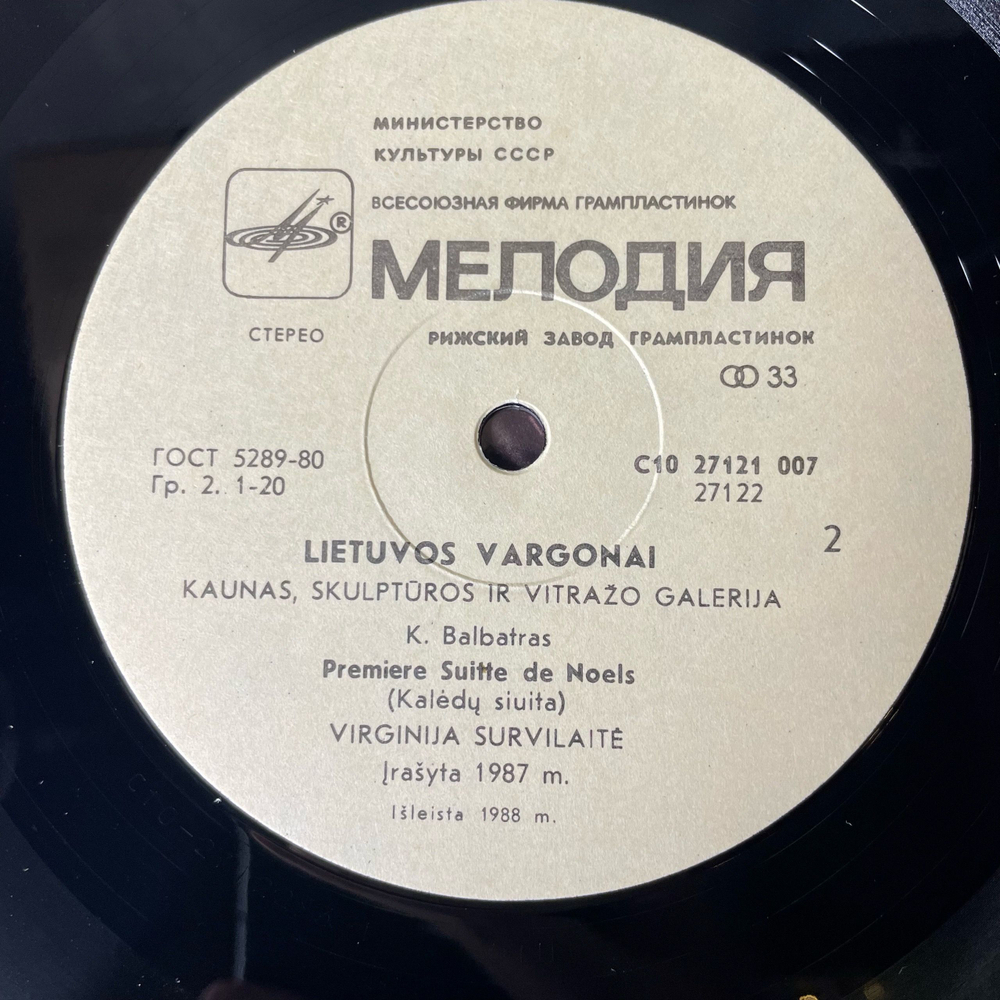 МИНИСТЕРСТВО
КУЛЬТУРЫ СССР
ВСЕСОЮЗНАЯ ФИРМА ГРАМПЛАСТИНОК
®
МЕЛОДИЯ
СТЕРЕО
РИЖСКИЙ ЗАВОД ГРАМПЛАСТИНОК
33
ГОСТ 5289-80
Гр. 2. 1-20
С10 27121 007
27122
2
LIETUVOS VARGONAI
KAUNAS, SKULPTŪROS IR VITRAŽO GALERIJA
K. Balbatras
Premiere Suitte de Noels
(Kalėdų siuita)
VIRGINIJA SURVILAITĖ
Įrašyta 1987 m.
Išleista 1988 m.